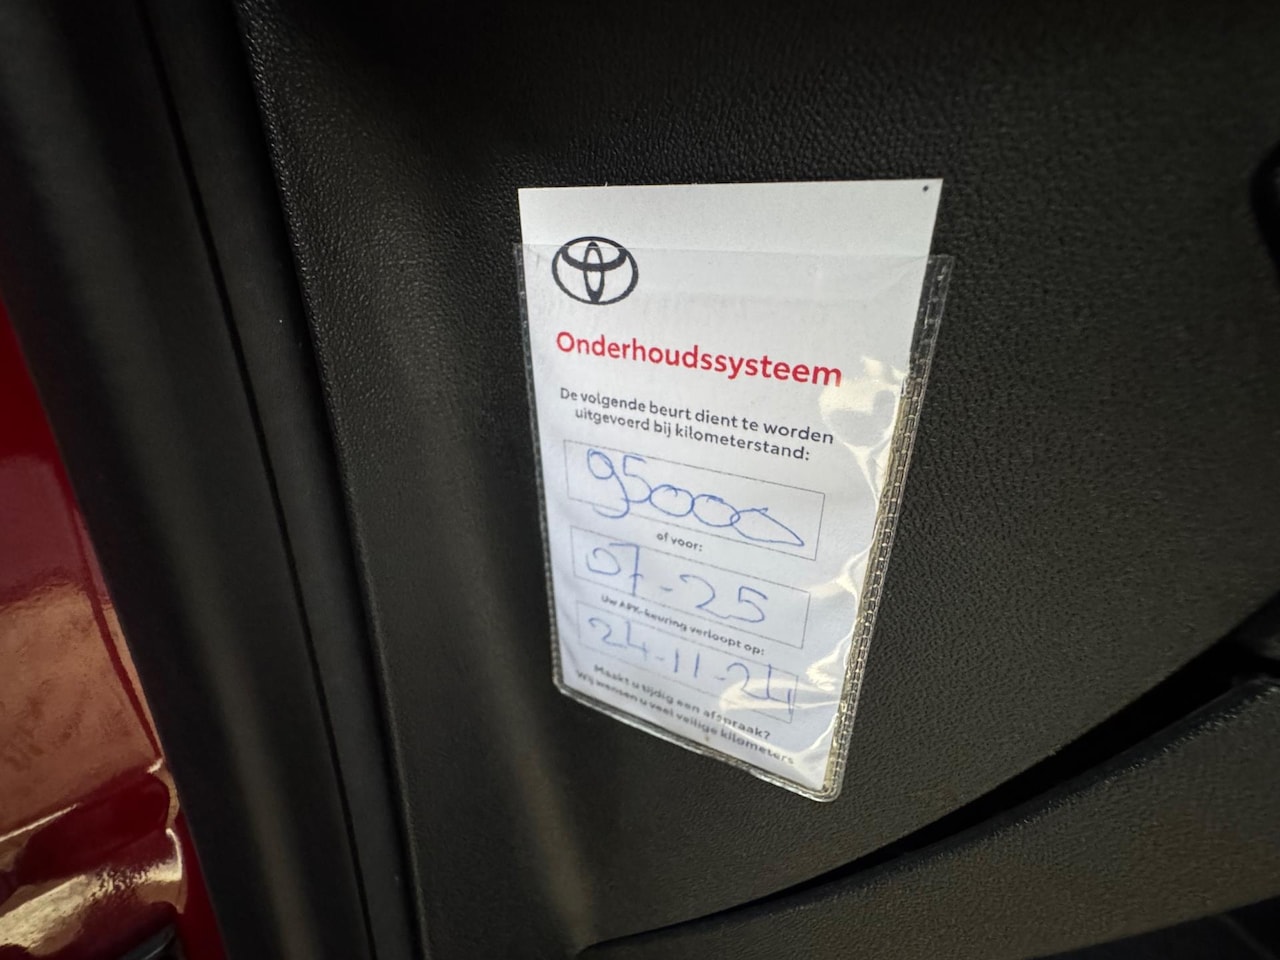 Onderhoudssysteem
De volgende beurt dient te worden
uitgevoerd bij kilometerstand:
95000
of voor:
07-25
Uw APK-keuring verloopt op:
24-11-24
Maakt u tijdig een afspraak?
Wij wensen u veel veilige kilometers